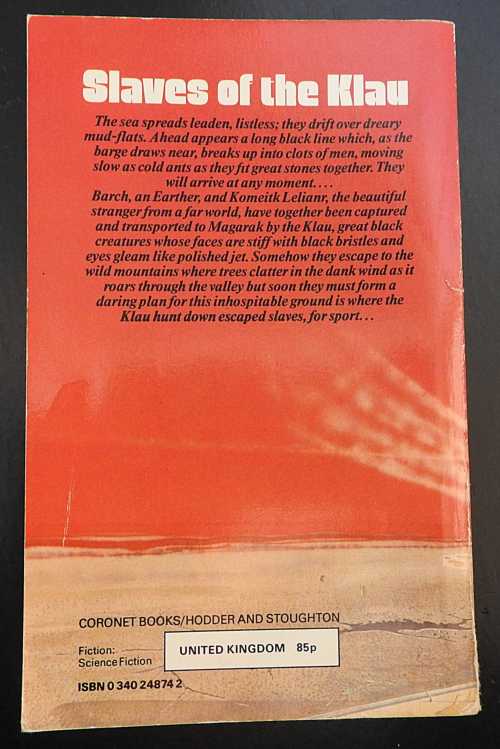 Slaves of the Klau
The sea spreads leaden, listless; they drift over dreary
mud-flats. Ahead appears a long black line which, as the
barge draws near, breaks up into clots of men, moving
slow as cold ants as they fit great stones together. They
will arrive at any moment....
Barch, an Earther, and Komeitk Lelianr, the beautiful
stranger from a far world, have together been captured
and transported to Magarak by the Klau, great black
creatures whose faces are stiff with black bristles and
eyes gleam like polished jet. Somehow they escape to the
wild mountains where trees clatter in the dank wind as it
roars through the valley but soon they must form a
daring plan for this inhospitable ground is where the
Klau hunt down escaped slaves, for sport...
CORONET BOOKS/HODDER AND STOUGHTON
Fiction:
Science Fiction
UNITED KINGDOM 85p
ISBN 0 340 24874 2